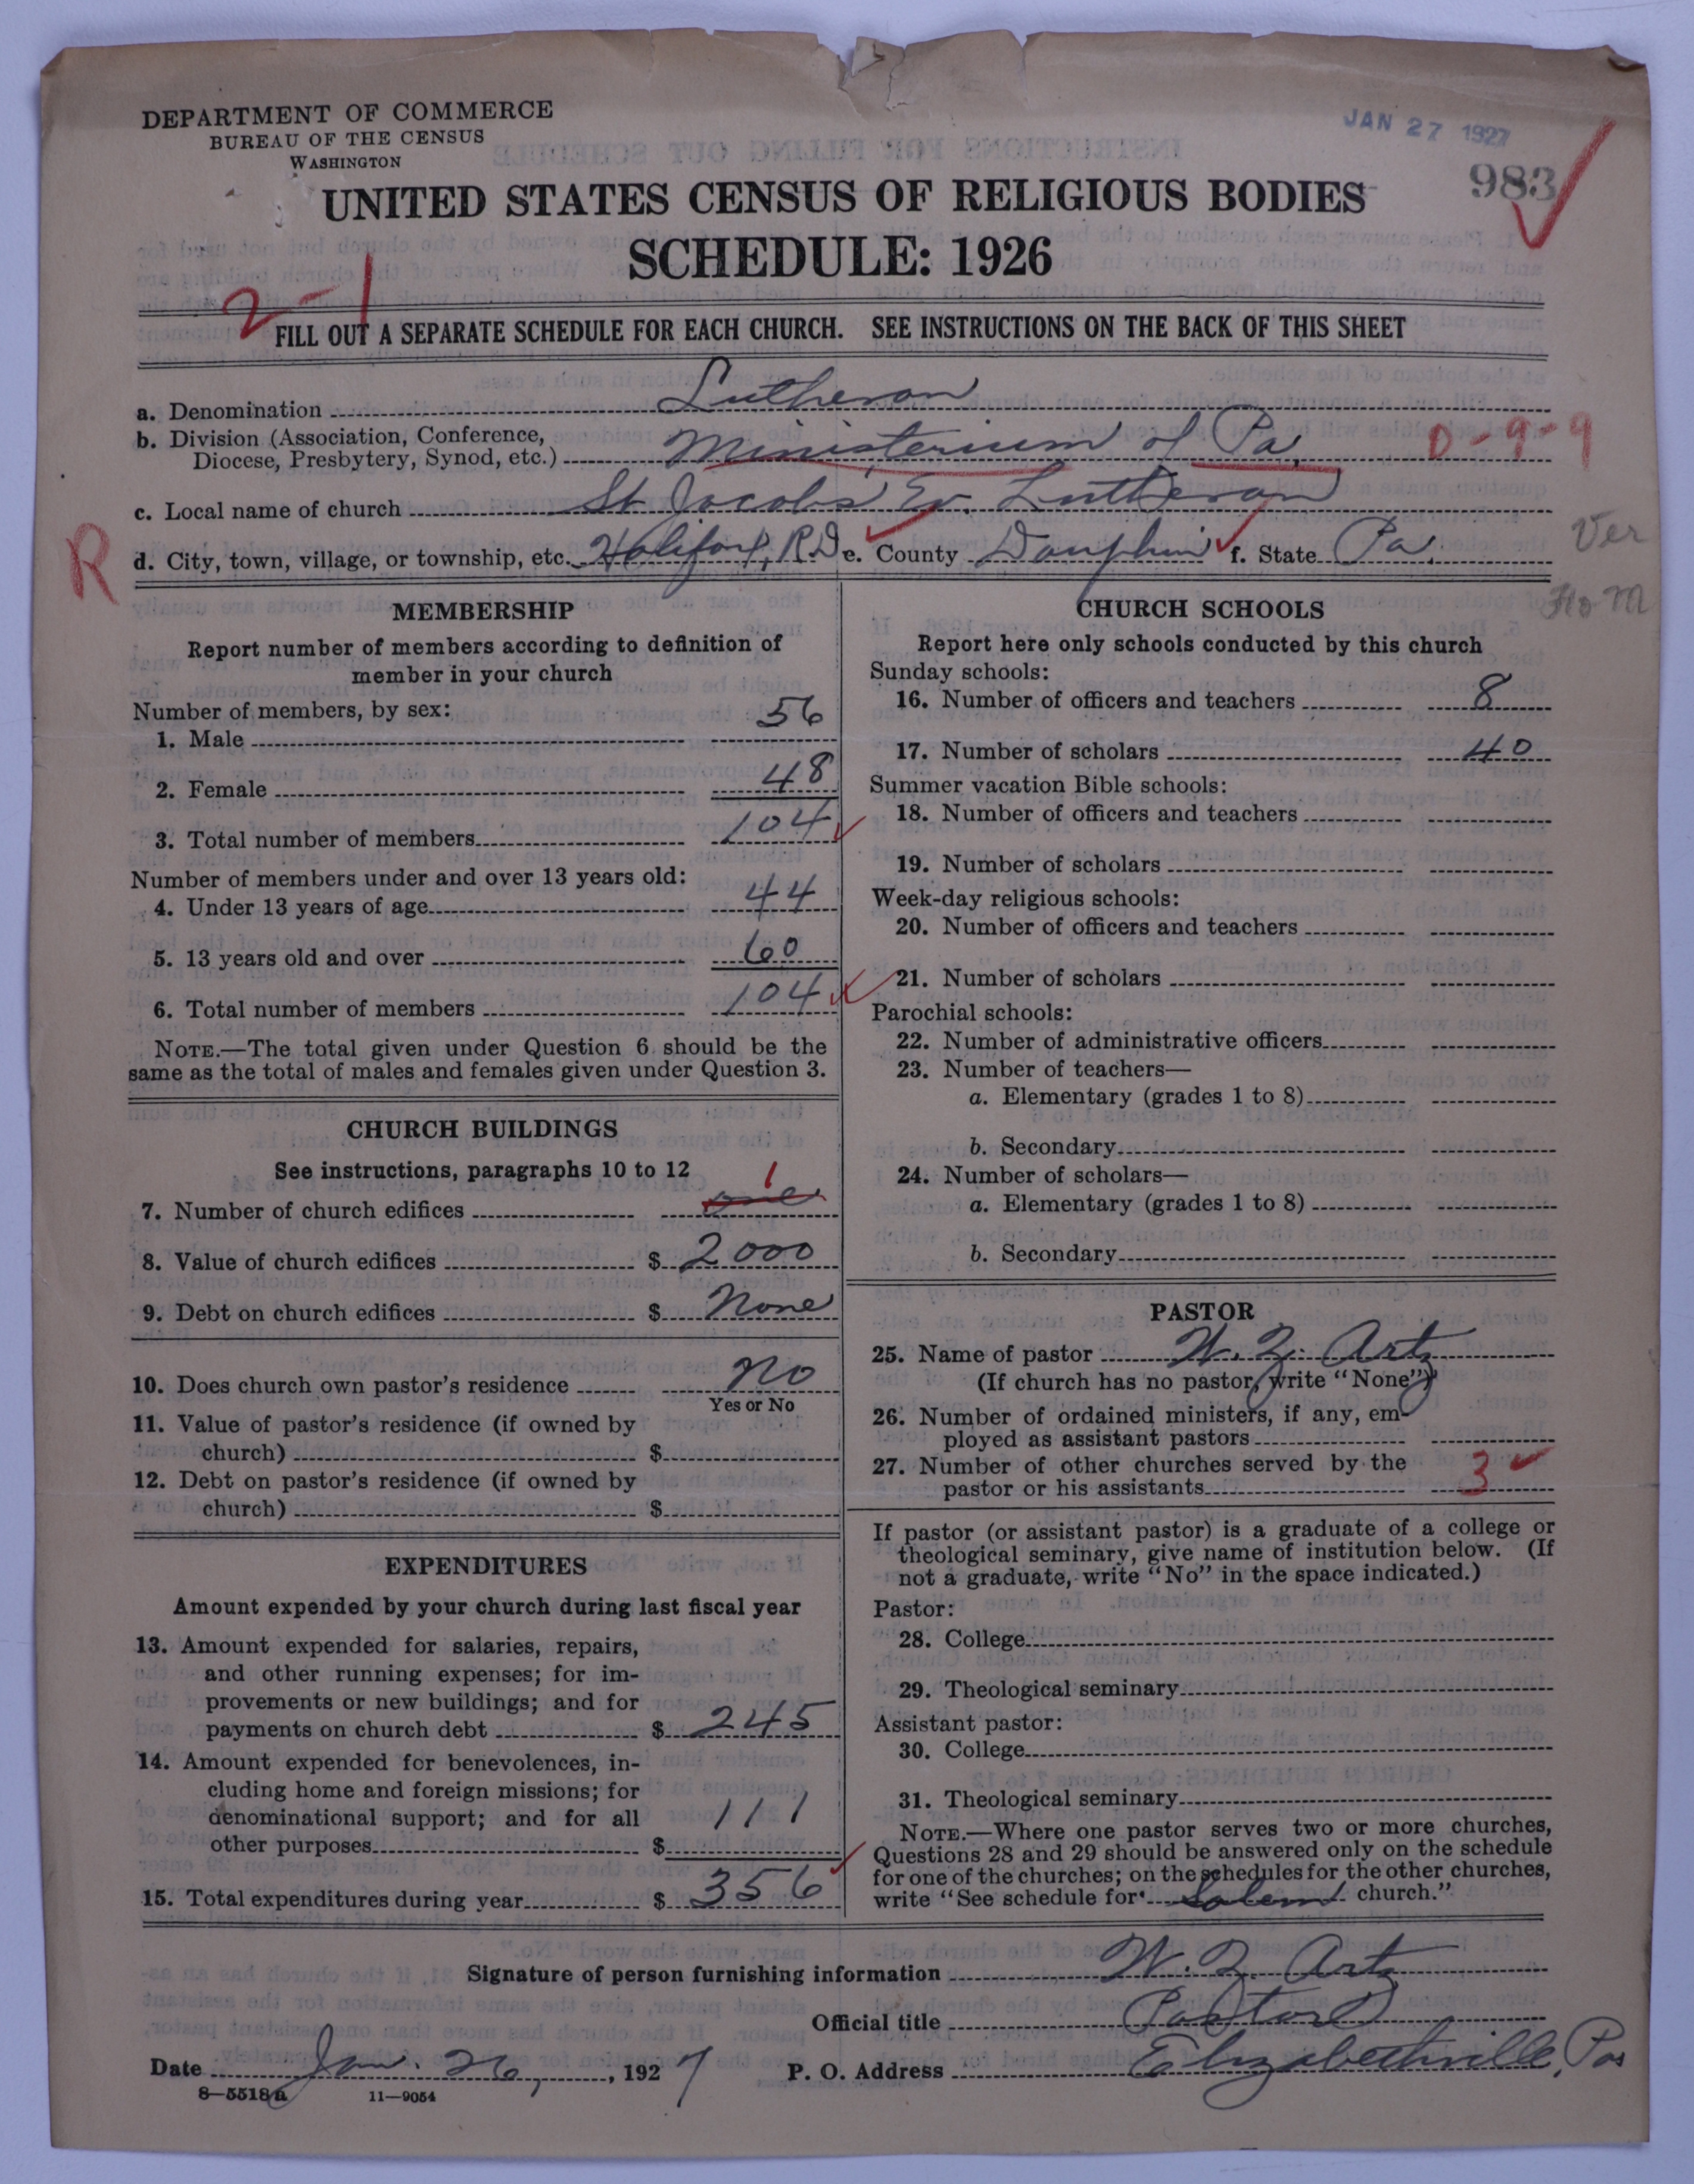 DEPARTMENT OF COMMERCE
BUREAU OF THE CENSUS
WASHINGTON
JAN 27 1927
983
UNITED STATES CENSUS OF RELIGIOUS BODIES
SCHEDULE: 1926
2-1
FILL OUT A SEPARATE SCHEDULE FOR EACH CHURCH. SEE INSTRUCTIONS ON THE BACK OF THIS SHEET
a. Denomination Lutheran
b. Division (Association, Conference,
Diocese, Presbytery, Synod, etc.) Ministerium of Pa. 0-9-9
c. Local name of church St Jacobs Ev. Lutheran
R
d. City, town, village, or township, etc. Halifax, R.D e. County Dauphin f. State Pa.
Ver
MEMBERSHIP
Report number of members according to definition of
member in your church
Number of members, by sex:
1. Male 56
2. Female 48
3. Total number of members 104
Number of members under and over 13 years old:
4. Under 13 years of age 44
5. 13 years old and over 60
6. Total number of members 104
NOTE.—The total given under Question 6 should be the
same as the total of males and females given under Question 3.
CHURCH BUILDINGS
See instructions, paragraphs 10 to 12
1
7. Number of church edifices one
8. Value of church edifices $ 2000
9. Debt on church edifices $ None
10. Does church own pastor's residence No
Yes or No
11. Value of pastor's residence (if owned by
church) $
12. Debt on pastor's residence (if owned by
church) $
EXPENDITURES
Amount expended by your church during last fiscal year
13. Amount expended for salaries, repairs,
and other running expenses; for im-
provements or new buildings; and for
payments on church debt $ 245
14. Amount expended for benevolences, in-
cluding home and foreign missions; for
denominational support; and for all
other purposes $ 111
15. Total expenditures during year $ 356
CHURCH SCHOOLS
Report here only schools conducted by this church
Sunday schools:
16. Number of officers and teachers 8
17. Number of scholars 40
Summer vacation Bible schools:
18. Number of officers and teachers
19. Number of scholars
Week-day religious schools:
20. Number of officers and teachers
21. Number of scholars
Parochial schools:
22. Number of administrative officers
23. Number of teachers—
a. Elementary (grades 1 to 8)
b. Secondary
24. Number of scholars—
a. Elementary (grades 1 to 8)
b. Secondary
PASTOR
25. Name of pastor W. Z. Artz
(If church has no pastor, write "None")
26. Number of ordained ministers, if any, em-
ployed as assistant pastors
27. Number of other churches served by the
pastor or his assistants 3
If pastor (or assistant pastor) is a graduate of a college or
theological seminary, give name of institution below. (If
not a graduate, write "No" in the space indicated.)
Pastor:
28. College
29. Theological seminary
Assistant pastor:
30. College
31. Theological seminary
NOTE.—Where one pastor serves two or more churches,
Questions 28 and 29 should be answered only on the schedule
for one of the churches; on the schedules for the other churches,
write "See schedule for Salem church."
Signature of person furnishing information W. Z. Artz
Official title Pastor
Date Jan. 26, 1927 P. O. Address Elizabethville, Pa
8-5518a 11-9054